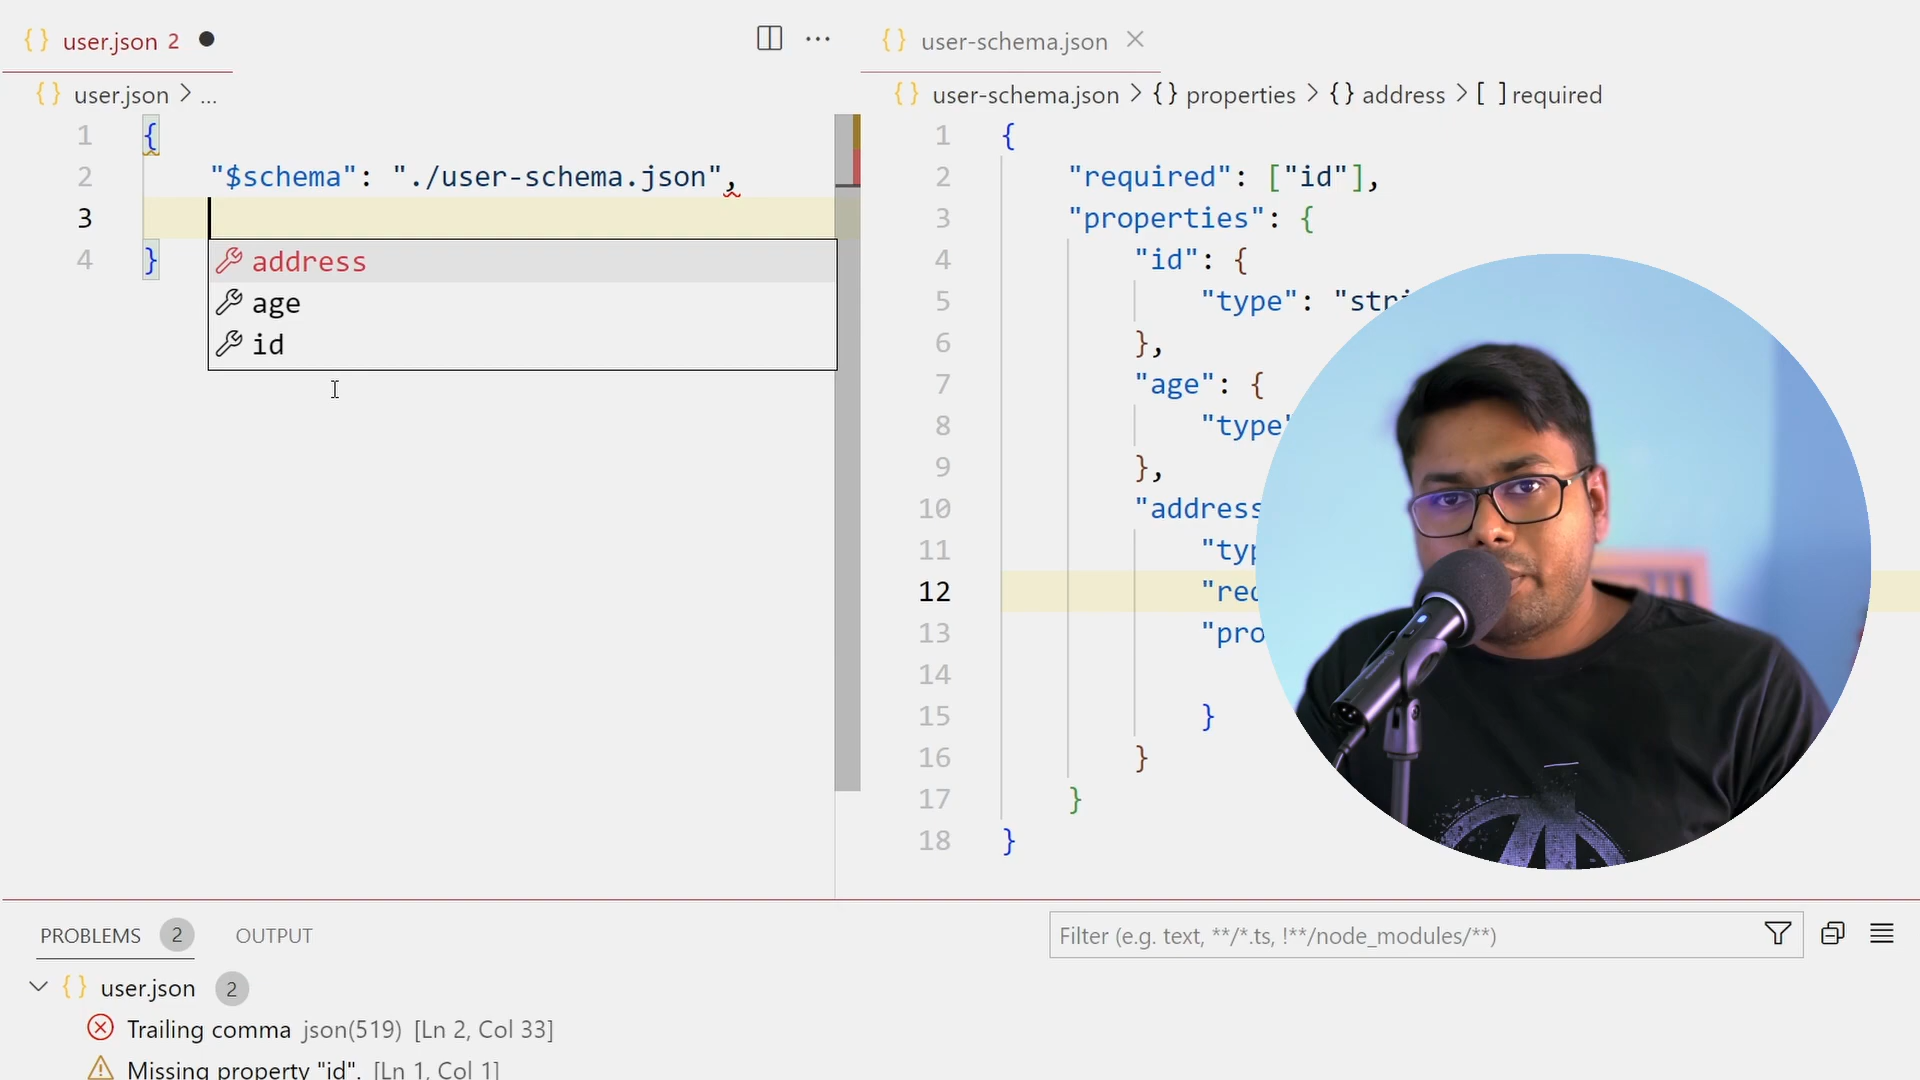 {} user.json 2 ●
{} user.json > ...
1 {
2 "$schema": "./user-schema.json",
3
4 }
address
age
id
{} user-schema.json ×
{} user-schema.json > {} properties > {} address > [ ] required
1 {
2 "required": ["id"],
3 "properties": {
4 "id": {
5 "type": "stri
6 },
7 "age": {
8 "type"
9 },
10 "address
11 "typ
12 "req
13 "pro
14
15 }
16 }
17 }
18 }
PROBLEMS 2 OUTPUT
Filter (e.g. text, **/*.ts, !**/node_modules/**)
{} user.json 2
Trailing comma json(519) [Ln 2, Col 33]
Missing property "id". [Ln 1, Col 1]